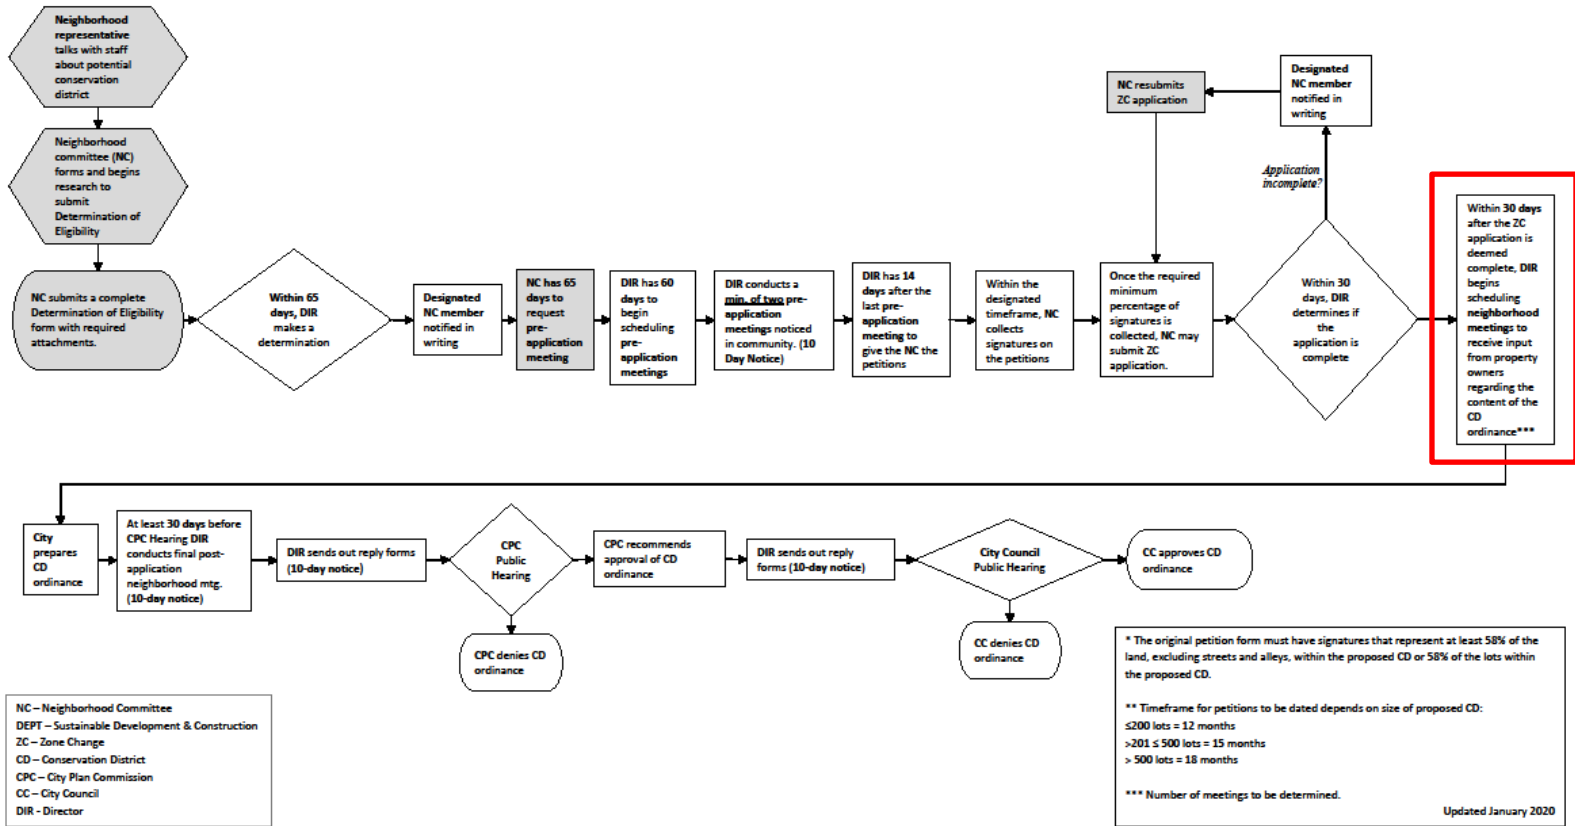 Neighborhood
representative
talks with staff
about potential
conservation
district
Neighborhood
committee (NC)
forms and begins
research to
submit
Determination of
Eligibility
NC submits a complete
Determination of Eligibility
form with required
attachments.
Within 65
days, DIR
makes a
determination
Designated
NC member
notified in
writing
NC has 65
days to
request
pre-
application
meeting
DIR has 60
days to
begin
scheduling
pre-
application
meetings
DIR conducts a
min. of two pre-
application
meetings noticed
in community. (10
Day Notice)
DIR has 14
days after the
last pre-
application
meeting to
give the NC the
petitions
Within the
designated
timeframe, NC
collects
signatures on
the petitions
Once the required
minimum
percentage of
signatures is
collected, NC may
submit ZC
application.
Within 30
days, DIR
determines if
the
application is
complete
Application
incomplete?
Designated
NC member
notified in
writing
NC resubmits
ZC application
Within 30 days
after the ZC
application is
deemed
complete, DIR
begins
scheduling
neighborhood
meetings to
receive input
from property
owners
regarding the
content of the
CD
ordinance***
City
prepares
CD
ordinance
At least 30 days before
CPC Hearing DIR
conducts final post-
application
neighborhood mtg.
(10-day notice)
DIR sends out reply forms
(10-day notice)
CPC
Public
Hearing
CPC denies CD
ordinance
CPC recommends
approval of CD
ordinance
DIR sends out reply
forms (10-day notice)
City Council
Public Hearing
CC approves CD
ordinance
CC denies CD
ordinance
NC – Neighborhood Committee
DEPT – Sustainable Development & Construction
ZC – Zone Change
CD – Conservation District
CPC – City Plan Commission
CC – City Council
DIR - Director
* The original petition form must have signatures that represent at least 58% of the
land, excluding streets and alleys, within the proposed CD or 58% of the lots within
the proposed CD.
** Timeframe for petitions to be dated depends on size of proposed CD:
≤200 lots = 12 months
>201 ≤ 500 lots = 15 months
> 500 lots = 18 months
*** Number of meetings to be determined.
Updated January 2020